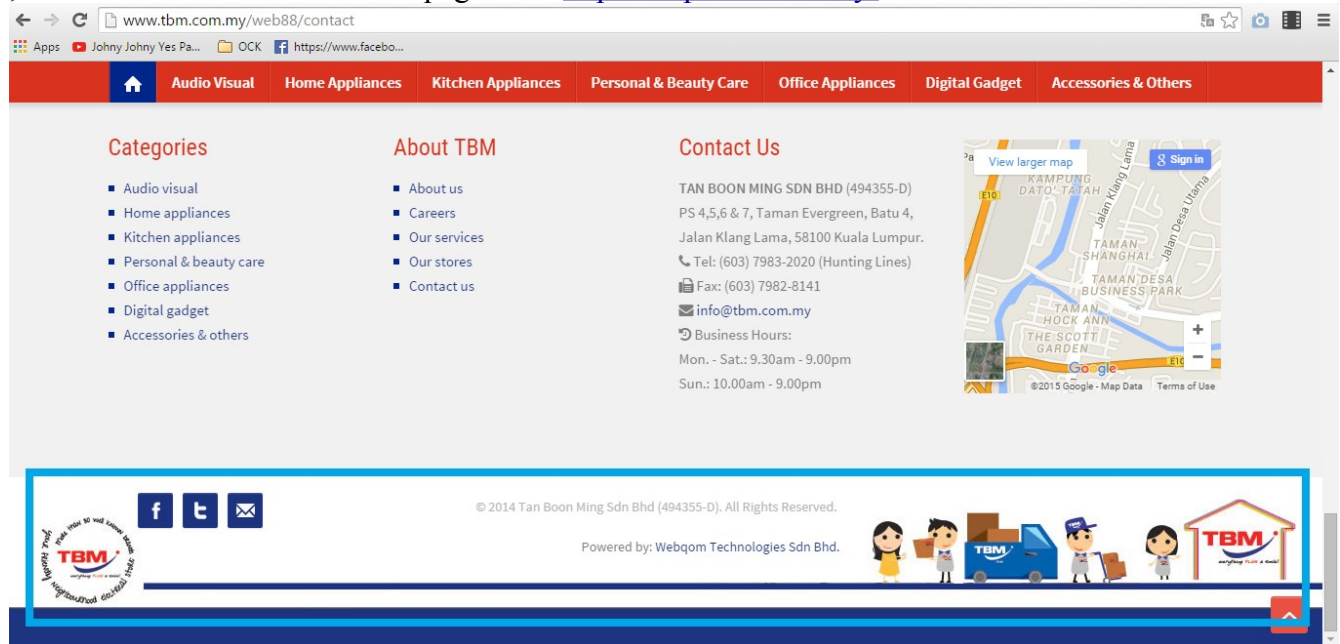 www.tbm.com.my/web88/contact
Apps Johny Johny Yes Pa... OCK https://www.facebo...
Audio Visual Home Appliances Kitchen Appliances Personal & Beauty Care Office Appliances Digital Gadget Accessories & Others
Categories
Audio visual
Home appliances
Kitchen appliances
Personal & beauty care
Office appliances
Digital gadget
Accessories & others
About TBM
About us
Careers
Our services
Our stores
Contact us
Contact Us
TAN BOON MING SDN BHD (494355-D)
PS 4,5,6 & 7, Taman Evergreen, Batu 4,
Jalan Klang Lama, 58100 Kuala Lumpur.
Tel: (603) 7983-2020 (Hunting Lines)
Fax: (603) 7982-8141
info@tbm.com.my
Business Hours:
Mon. - Sat.: 9.30am - 9.00pm
Sun.: 10.00am - 9.00pm
View larger map
Sign in
KAMPUNG
DATO' TATAH
E10
Jalan Klang Lama
Jalan Desa Utama
TAMAN
SHANGHAI
TAMAN DESA
BUSINESS PARK
TAMAN
HOCK ANN
THE SCOTT
GARDEN
Google
©2015 Google - Map Data Terms of Use
© 2014 Tan Boon Ming Sdn Bhd (494355-D). All Rights Reserved.
Powered by: Webqom Technologies Sdn Bhd.
TBM
TBM
TBM